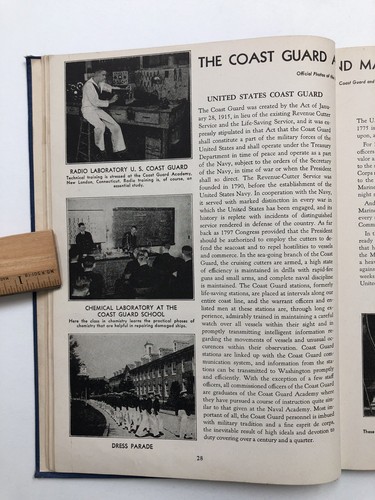 THE COAST GUARD AND MA
Official Photos of the
Coast Guard and
RADIO LABORATORY U. S. COAST GUARD
Technical training is stressed at the Coast Guard Academy,
New London, Connecticut. Radio training is, of course, an
essential study.
CHEMICAL LABORATORY AT THE
COAST GUARD SCHOOL
Here the class in chemistry learns the practical phases of
chemistry that are helpful in repairing damaged ships.
DRESS PARADE
UNITED STATES COAST GUARD
The Coast Guard was created by the Act of Janu-
ary 28, 1915, in lieu of the existing Revenue Cutter
Service and the Life-Saving Service, and it was ex-
pressly stipulated in that Act that the Coast Guard
shall constitute a part of the military forces of the
United States and shall operate under the Treasury
Department in time of peace and operate as a part
of the Navy, subject to the orders of the Secretary
of the Navy, in time of war or when the President
shall so direct. The Revenue-Cutter Service was
founded in 1790, before the establishment of the
United States Navy. In cooperation with the Navy,
it served with marked distinction in every war in
which the United States has been engaged, and its
history is replete with incidents of distinguished
service rendered in defense of the country. As far
back as 1797 Congress provided that the President
should be authorized to employ the cutters to de-
fend the seacoast and to repel hostilities to vessels
and commerce. In the sea-going branch of the Coast
Guard, the cruising cutters are armed, a high state
of efficiency is maintained in drills with rapid-fire
guns and small arms, and complete naval discipline
is maintained. The Coast Guard stations, formerly
life-saving stations, are placed at intervals along our
entire coast line, and the warrant officers and en-
listed men at these stations are, through long ex-
perience, admirably trained in maintaining a careful
watch over all vessels within their sight and in
promptly transmitting intelligence information re-
garding the movements of vessels and unusual oc-
currences within their observation. Coast Guard
stations are linked up with the Coast Guard com-
munication system, and information from the sta-
tions can be transmitted to Washington promptly
and efficiently. With the exception of a few staff
officers, all commissioned officers of the Coast Guard
are graduates of the Coast Guard Academy where
they have pursued a course of instruction quite sim-
ilar to that given at the Naval Academy. Most im-
portant of all, the Coast Guard personnel is imbued
with military tradition and a fine esprit de corps,
the inevitable result of high ideals and devotion to
duty covering over a century and a quarter.
28
The U.
1775
upon, a
For
officers
These
1